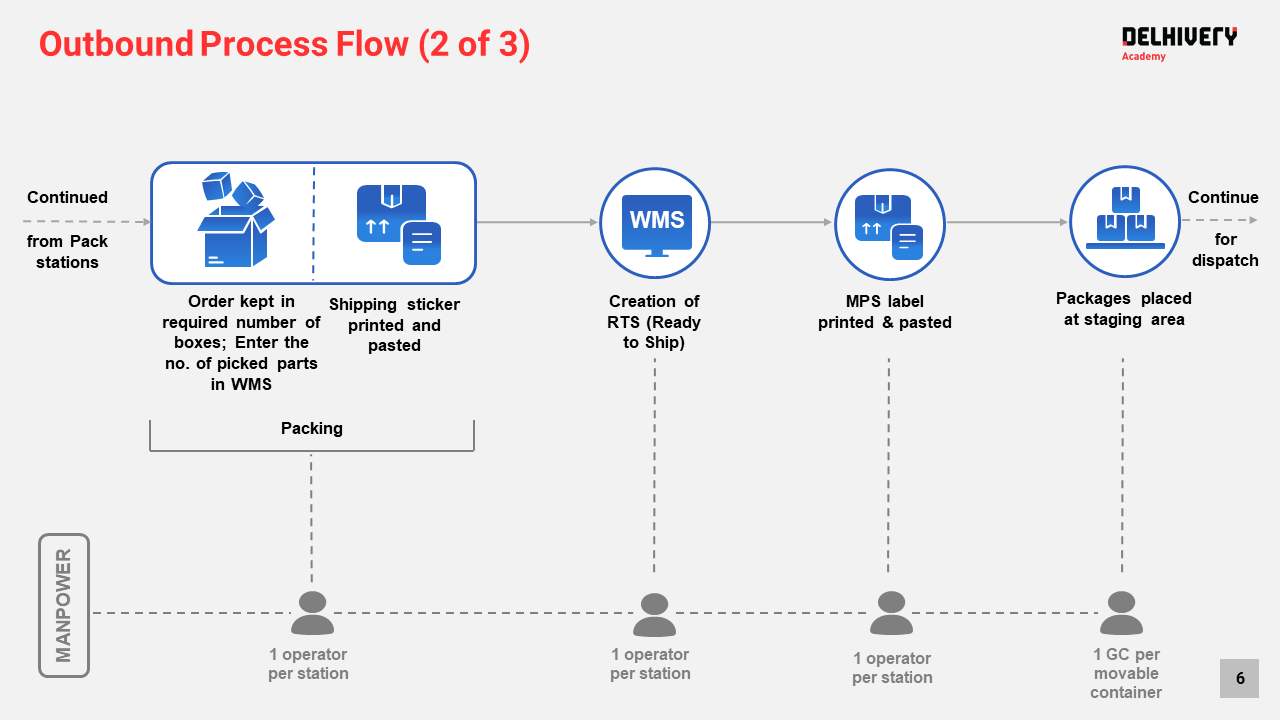 Outbound Process Flow (2 of 3)
DELHIVERY
Academy
Continued
from Pack
stations
Order kept in
required number of
boxes; Enter the
no. of picked parts
in WMS
Shipping sticker
printed and
pasted
WMS
Creation of
RTS (Ready
to Ship)
MPS label
printed & pasted
Packages placed
at staging area
Continue
for
dispatch
Packing
MANPOWER
1 operator
per station
1 operator
per station
1 operator
per station
1 GC per
movable
container
6